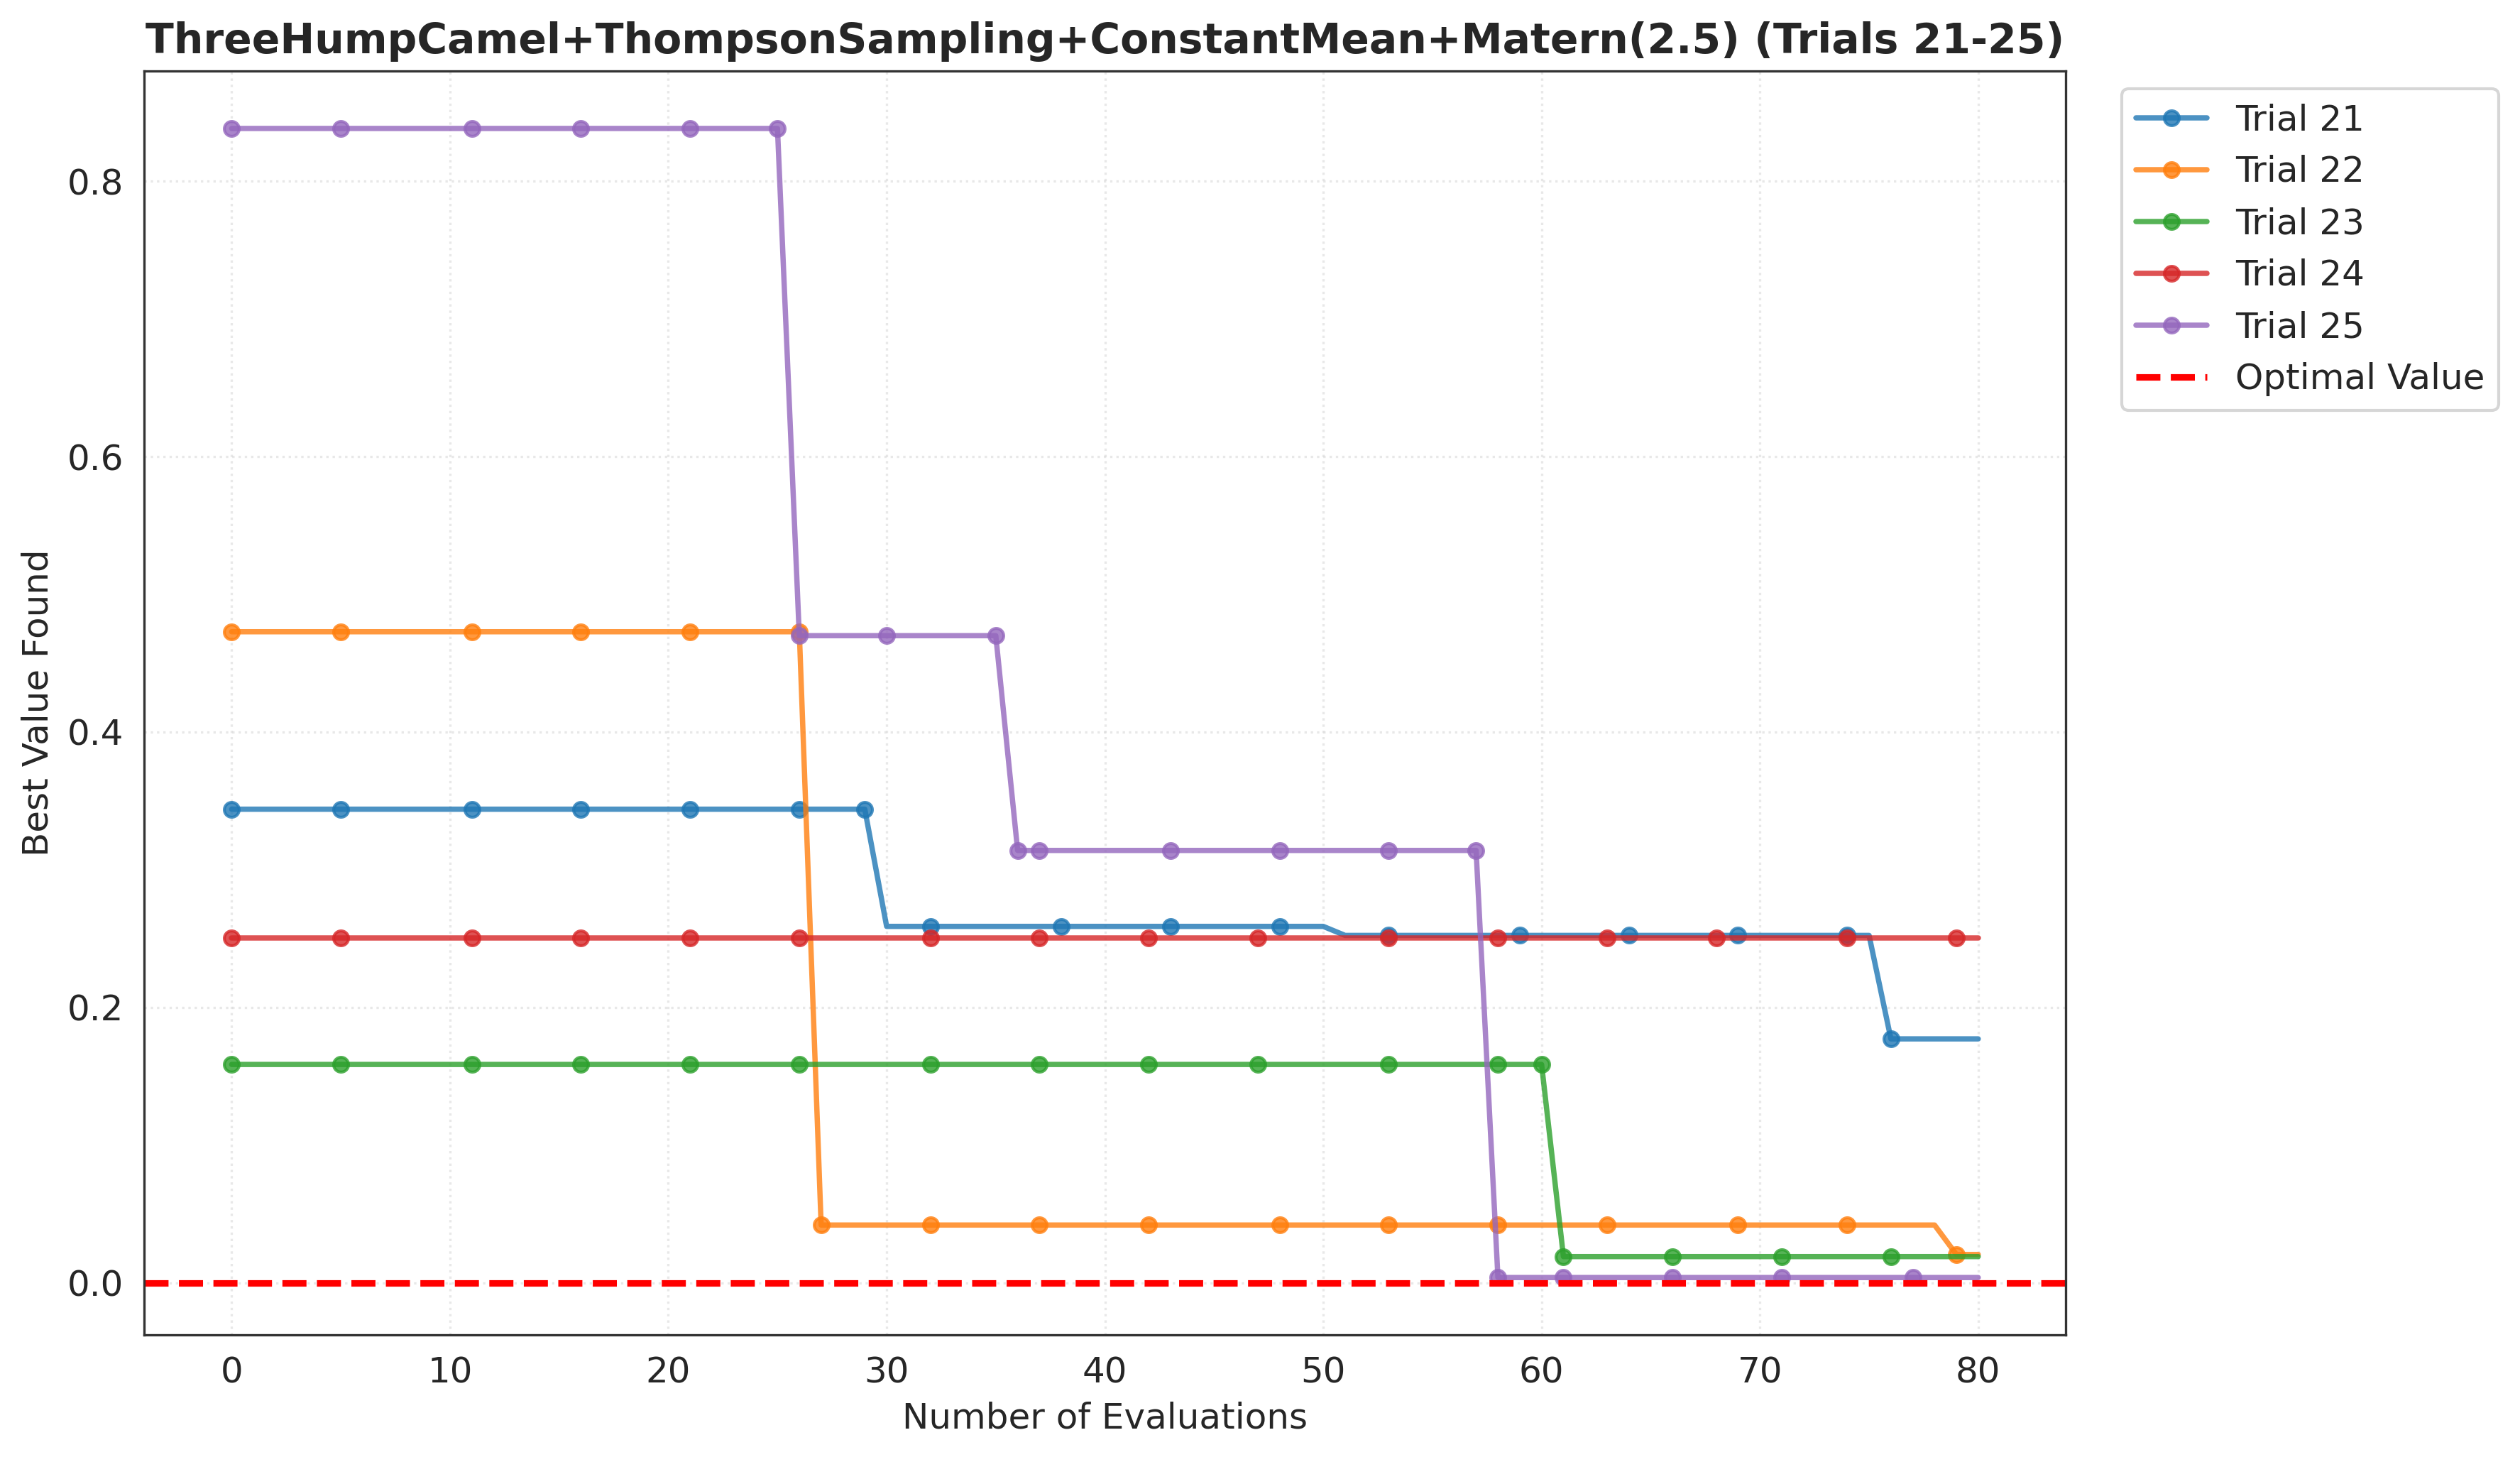 ThreeHumpCamel+ThompsonSampling+ConstantMean+Matern(2.5) (Trials 21-25)
Trial 21
Trial 22
Trial 23
Trial 24
Trial 25
Optimal Value
Best Value Found
0.8
0.6
0.4
0.2
0.0
0 10 20 30 40 50 60 70 80
Number of Evaluations